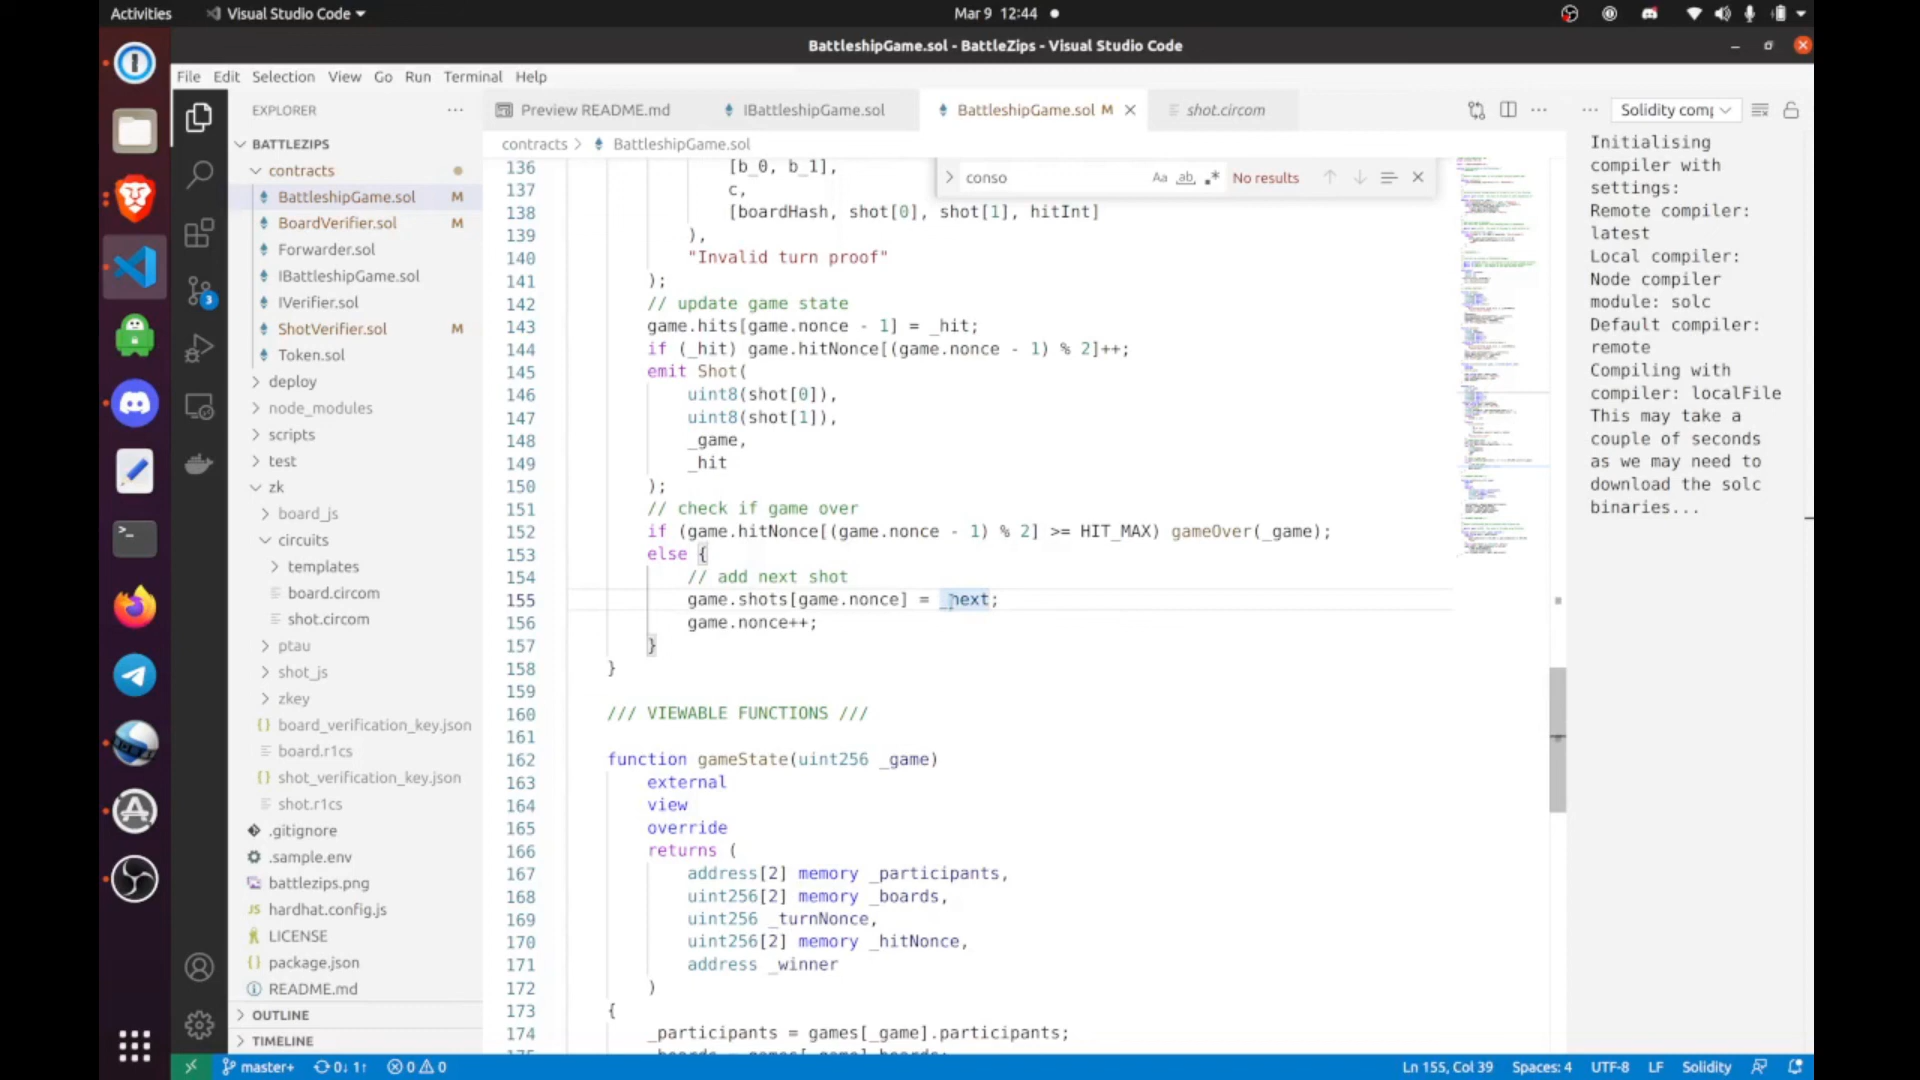 Activities
Visual Studio Code
Mar 9 12:44
BattleshipGame.sol - BattleZips - Visual Studio Code
File Edit Selection View Go Run Terminal Help
EXPLORER
BATTLEZIPS
contracts
BattleshipGame.sol M
BoardVerifier.sol M
Forwarder.sol
IBattleshipGame.sol
IVerifier.sol
ShotVerifier.sol M
Token.sol
deploy
node_modules
scripts
test
zk
board_js
circuits
templates
board.circom
shot.circom
ptau
shot_js
zkey
board_verification_key.json
board.r1cs
shot_verification_key.json
shot.r1cs
.gitignore
.sample.env
battlezips.png
hardhat.config.js
LICENSE
package.json
README.md
OUTLINE
TIMELINE
3
Preview README.md
IBattleshipGame.sol
BattleshipGame.sol M
shot.circom
contracts > BattleshipGame.sol
conso
Aa ab
No results
136 [b_0, b_1],
137 c,
138 [boardHash, shot[0], shot[1], hitInt]
139 ),
140 "Invalid turn proof"
141 );
142 // update game state
143 game.hits[game.nonce - 1] = _hit;
144 if (_hit) game.hitNonce[(game.nonce - 1) % 2]++;
145 emit Shot(
146 uint8(shot[0]),
147 uint8(shot[1]),
148 _game,
149 _hit
150 );
151 // check if game over
152 if (game.hitNonce[(game.nonce - 1) % 2] >= HIT_MAX) gameOver(_game);
153 else {
154 // add next shot
155 game.shots[game.nonce] = _next;
156 game.nonce++;
157 }
158 }
159
160 /// VIEWABLE FUNCTIONS ///
161
162 function gameState(uint256 _game)
163 external
164 view
165 override
166 returns (
167 address[2] memory _participants,
168 uint256[2] memory _boards,
169 uint256 _turnNonce,
170 uint256[2] memory _hitNonce,
171 address _winner
172 )
173 {
174 _participants = games[_game].participants;
Solidity com
Initialising
compiler with
settings:
Remote compiler:
latest
Local compiler:
Node compiler
module: solc
Default compiler:
remote
Compiling with
compiler: localFile
This may take a
couple of seconds
as we may need to
download the solc
binaries...
master+ 0↓ 1↑ 0 0
Ln 155, Col 39 Spaces: 4 UTF-8 LF Solidity